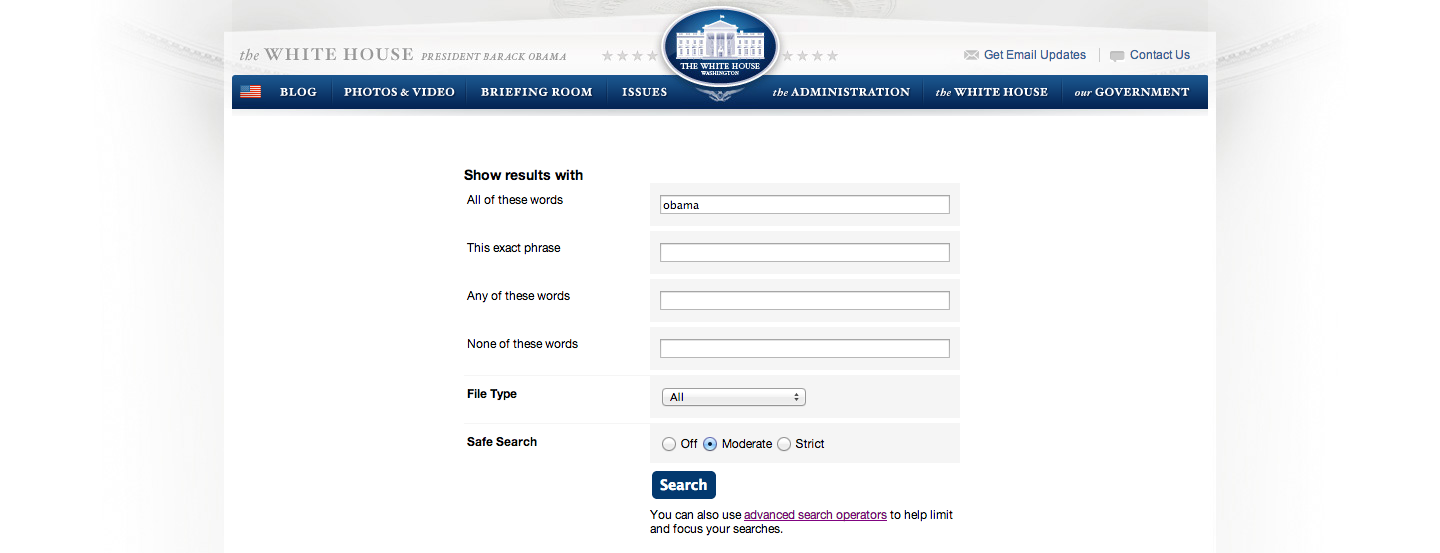 the WHITE HOUSE PRESIDENT BARACK OBAMA
THE WHITE HOUSE
WASHINGTON
Get Email Updates
Contact Us
BLOG PHOTOS & VIDEO BRIEFING ROOM ISSUES the ADMINISTRATION the WHITE HOUSE our GOVERNMENT
Show results with
All of these words obama
This exact phrase
Any of these words
None of these words
File Type All
Safe Search Off Moderate Strict
Search
You can also use advanced search operators to help limit
and focus your searches.